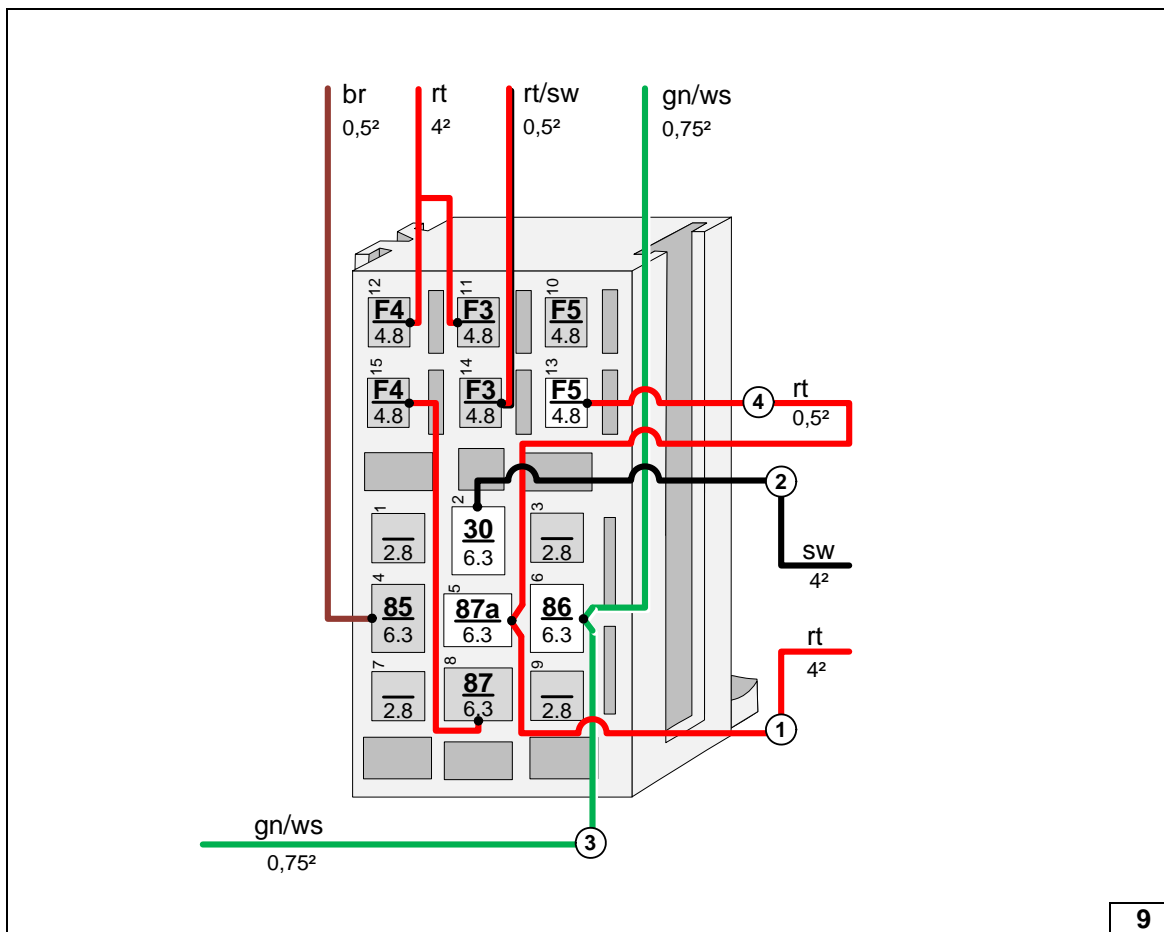 br rt rt/sw gn/ws
0,5² 4² 0,5² 0,75²
12 11 10
F4 F3 F5
4.8 4.8 4.8
15 14 13
F4 F3 F5
4.8 4.8 4.8
4 rt
0,5²
2
1 2 3
30
2.8 6.3 2.8
sw
4²
4 5 6
85 87a 86
6.3 6.3 6.3
rt
4²
7 8 9
87
2.8 6.3 2.8
1
gn/ws
0,75²
3
9